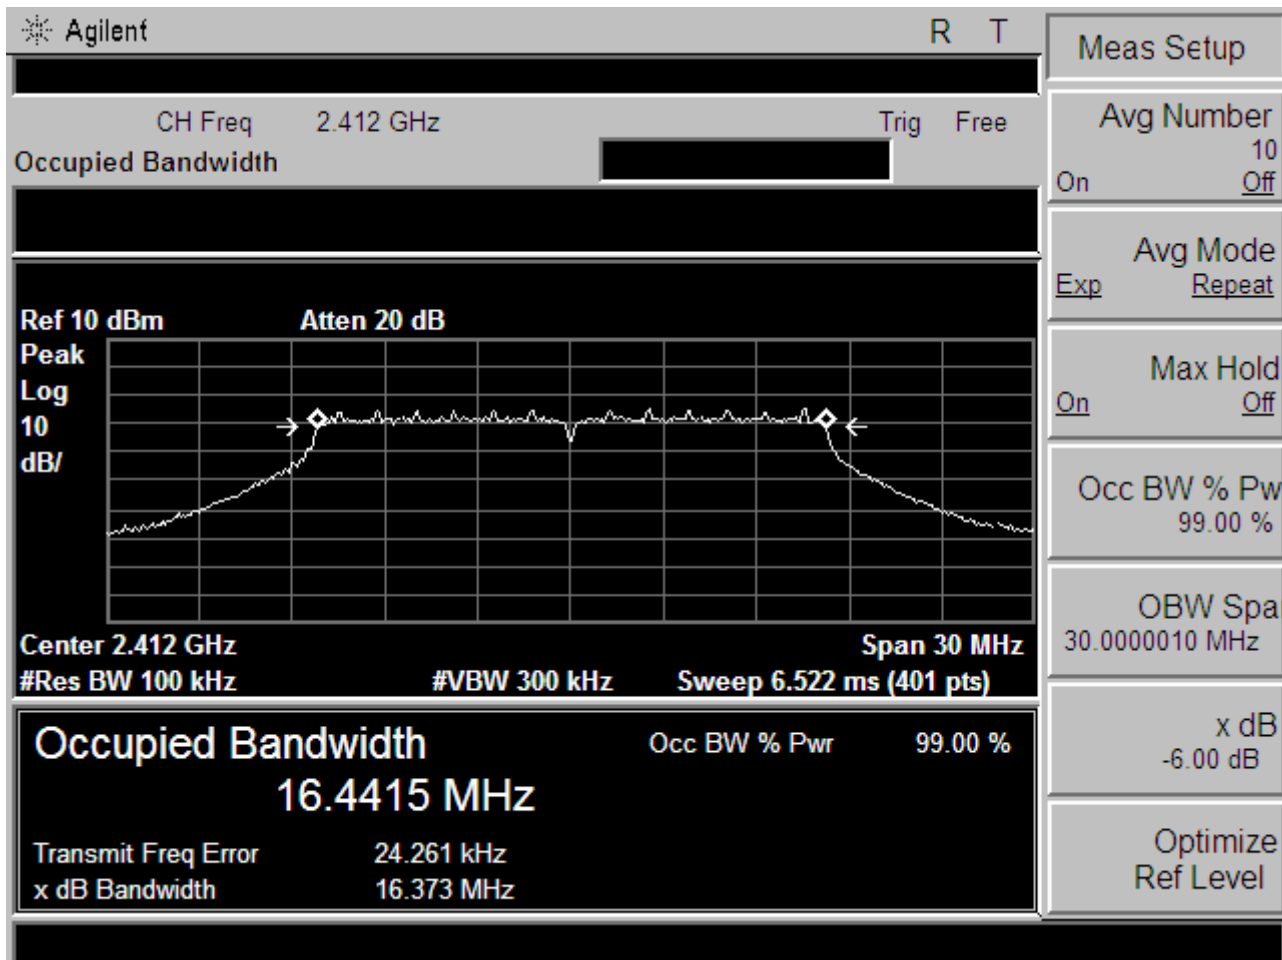 Agilent R T
CH Freq 2.412 GHz Trig Free
Occupied Bandwidth
Ref 10 dBm Atten 20 dB
Peak
Log
10
dB/
Center 2.412 GHz Span 30 MHz
#Res BW 100 kHz #VBW 300 kHz Sweep 6.522 ms (401 pts)
Occupied Bandwidth Occ BW % Pwr 99.00 %
16.4415 MHz
Transmit Freq Error 24.261 kHz
x dB Bandwidth 16.373 MHz
Meas Setup
Avg Number
10
On Off
Avg Mode
Exp Repeat
Max Hold
On Off
Occ BW % Pw
99.00 %
OBW Spa
30.0000010 MHz
x dB
-6.00 dB
Optimize
Ref Level